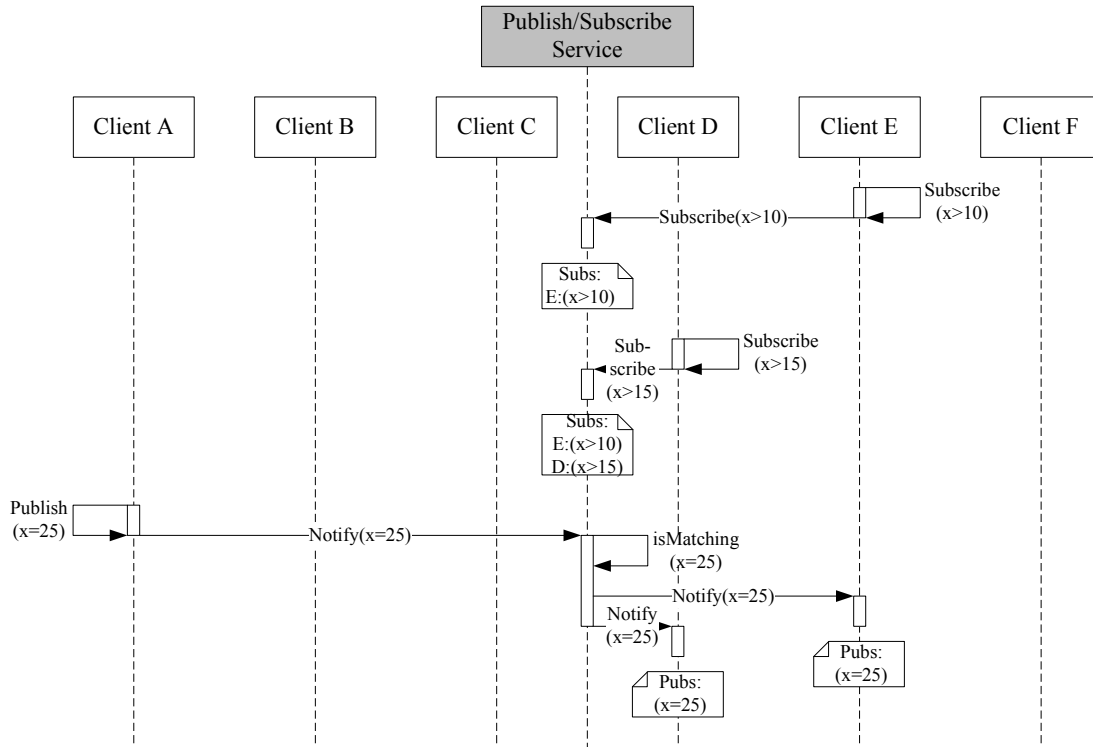 Publish/Subscribe
Service
Client A
Client B
Client C
Client D
Client E
Client F
Subscribe
(x>10)
Subscribe(x>10)
Subs:
E:(x>10)
Subscribe
(x>15)
Sub-
scribe
(x>15)
Subs:
E:(x>10)
D:(x>15)
Publish
(x=25)
Notify(x=25)
isMatching
(x=25)
Notify(x=25)
Notify
(x=25)
Pubs:
(x=25)
Pubs:
(x=25)